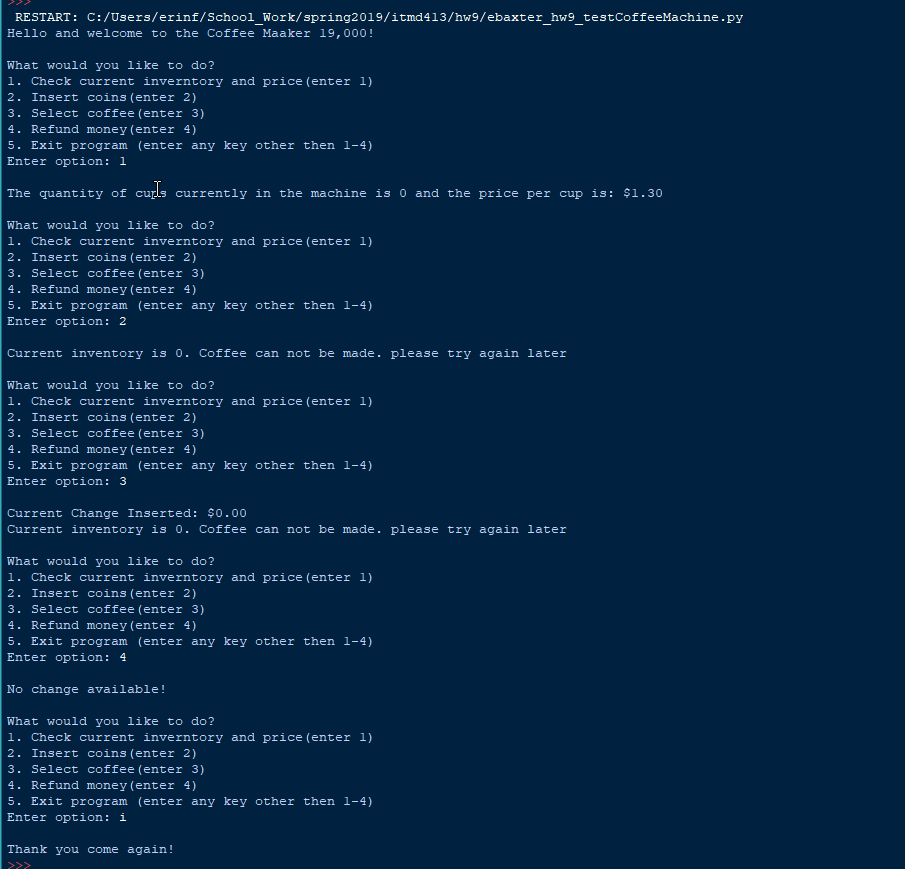 >>>
RESTART: C:/Users/erinf/School_Work/spring2019/itmd413/hw9/ebaxter_hw9_testCoffeeMachine.py
Hello and welcome to the Coffee Maaker 19,000!
What would you like to do?
1. Check current inverntory and price(enter 1)
2. Insert coins(enter 2)
3. Select coffee(enter 3)
4. Refund money(enter 4)
5. Exit program (enter any key other then 1-4)
Enter option: 1
The quantity of cups currently in the machine is 0 and the price per cup is: $1.30
What would you like to do?
1. Check current inverntory and price(enter 1)
2. Insert coins(enter 2)
3. Select coffee(enter 3)
4. Refund money(enter 4)
5. Exit program (enter any key other then 1-4)
Enter option: 2
Current inventory is 0. Coffee can not be made. please try again later
What would you like to do?
1. Check current inverntory and price(enter 1)
2. Insert coins(enter 2)
3. Select coffee(enter 3)
4. Refund money(enter 4)
5. Exit program (enter any key other then 1-4)
Enter option: 3
Current Change Inserted: $0.00
Current inventory is 0. Coffee can not be made. please try again later
What would you like to do?
1. Check current inverntory and price(enter 1)
2. Insert coins(enter 2)
3. Select coffee(enter 3)
4. Refund money(enter 4)
5. Exit program (enter any key other then 1-4)
Enter option: 4
No change available!
What would you like to do?
1. Check current inverntory and price(enter 1)
2. Insert coins(enter 2)
3. Select coffee(enter 3)
4. Refund money(enter 4)
5. Exit program (enter any key other then 1-4)
Enter option: i
Thank you come again!
>>>